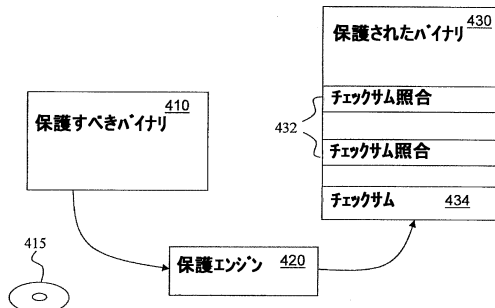 430
保護されたバイナリ
410
保護すべきバイナリ
チェックサム照合
432
チェックサム照合
チェックサム 434
415
保護エンジン 420